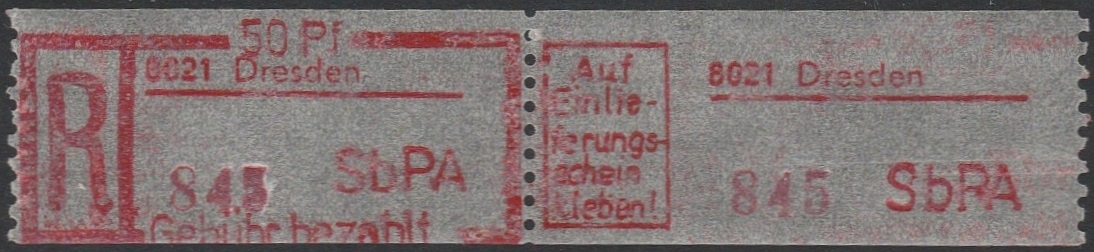 50 Pf
R
8021 Dresden
845 SbPA
Gebühr bezahlt
Auf
Einlie-
ferungs-
schein
kleben!
8021 Dresden
845 SbPA